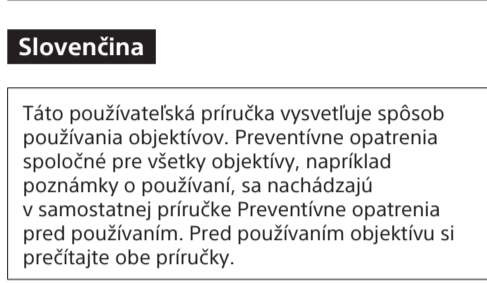 Slovenčina
Táto používateľská príručka vysvetľuje spôsob
používania objektívov. Preventívne opatrenia
spoločné pre všetky objektívy, napríklad
poznámky o používaní, sa nachádzajú
v samostatnej príručke Preventívne opatrenia
pred používaním. Pred používaním objektívu si
prečítajte obe príručky.